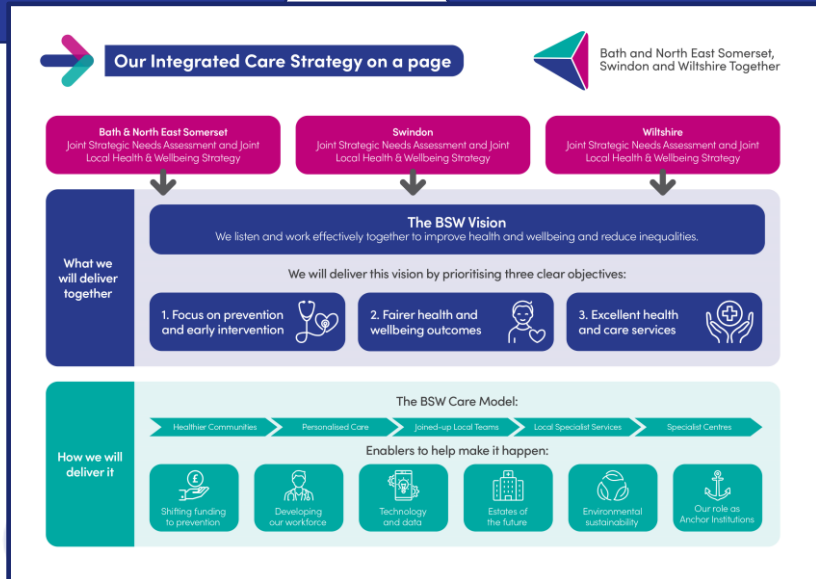 Our Integrated Care Strategy on a page
Bath and North East Somerset,
Swindon and Wiltshire Together
Bath & North East Somerset
Joint Strategic Needs Assessment and Joint
Local Health & Wellbeing Strategy
Swindon
Joint Strategic Needs Assessment and Joint
Local Health & Wellbeing Strategy
Wiltshire
Joint Strategic Needs Assessment and Joint
Local Health & Wellbeing Strategy
What we
will deliver
together
The BSW Vision
We listen and work effectively together to improve health and wellbeing and reduce inequalities.
We will deliver this vision by prioritising three clear objectives:
1. Focus on prevention
and early intervention
2. Fairer health and
wellbeing outcomes
3. Excellent health
and care services
How we will
deliver it
The BSW Care Model:
Healthier Communities
Personalised Care
Joined-up Local Teams
Local Specialist Services
Specialist Centres
Enablers to help make it happen:
£
Shifting funding
to prevention
Developing
our workforce
Technology
and data
Estates of
the future
Environmental
sustainability
Our role as
Anchor Institutions